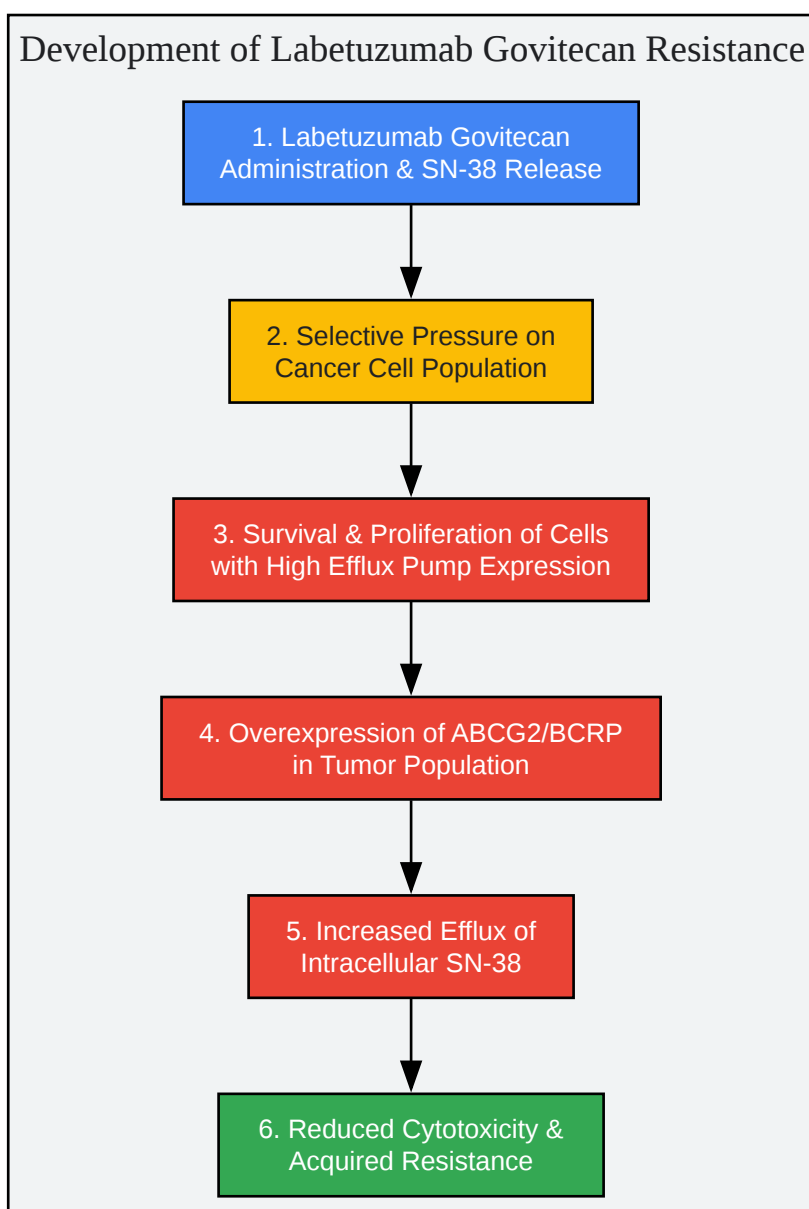 Development of Labetuzumab Govitecan Resistance
1. Labetuzumab Govitecan
Administration & SN-38 Release
2. Selective Pressure on
Cancer Cell Population
3. Survival & Proliferation of Cells
with High Efflux Pump Expression
4. Overexpression of ABCG2/BCRP
in Tumor Population
5. Increased Efflux of
Intracellular SN-38
6. Reduced Cytotoxicity &
Acquired Resistance